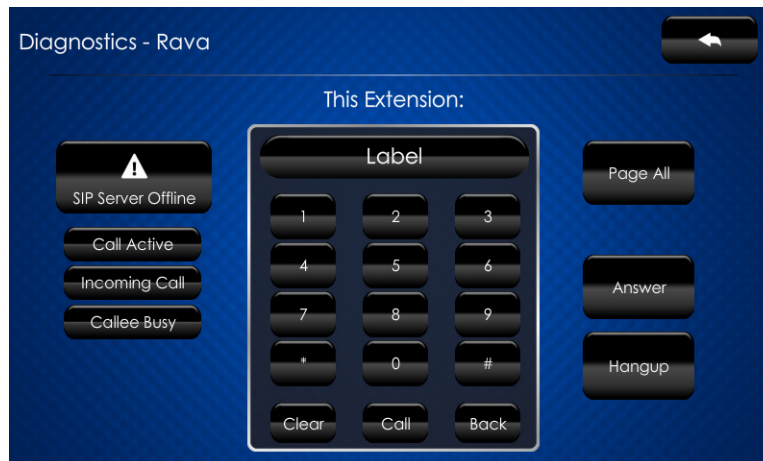 Diagnostics - Rava
This Extension:
SIP Server Offline
Call Active
Incoming Call
Callee Busy
Label
1 2 3
4 5 6
7 8 9
* 0 #
Clear Call Back
Page All
Answer
Hangup